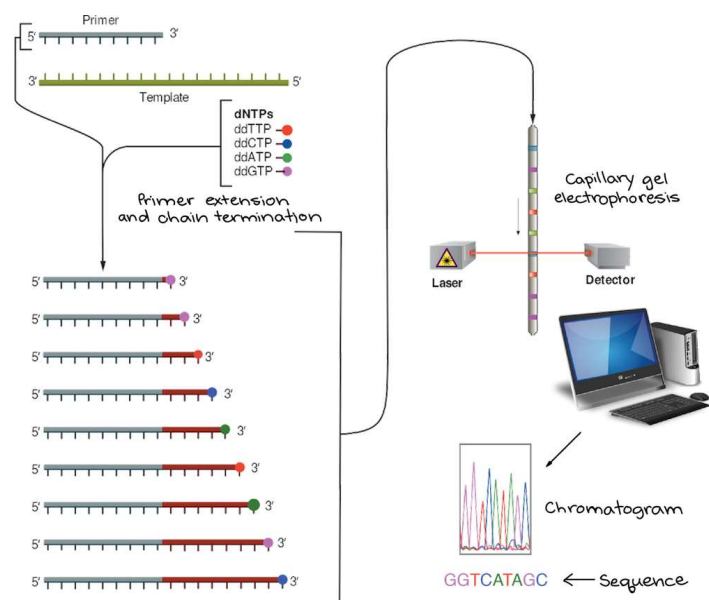 Primer
5′ 3′
3′ 5′
Template
dNTPs
ddTTP
ddCTP
ddATP
ddGTP
Primer extension
and chain termination
Capillary gel
electrophoresis
Laser
Detector
5′ 3′
5′ 3′
5′ 3′
5′ 3′
5′ 3′
5′ 3′
5′ 3′
5′ 3′
5′ 3′
Chromatogram
GGTCATAGC Sequence